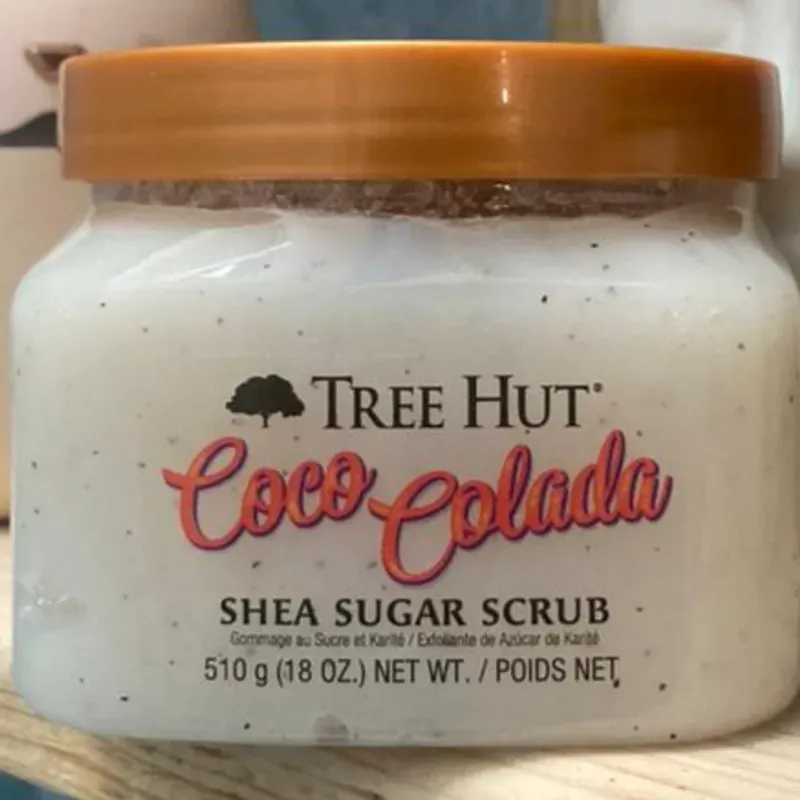 TREE HUT®
Coco Colada
SHEA SUGAR SCRUB
Gommage au Sucre et Karité / Exfoliante de Azúcar de Karité
510 g (18 OZ.) NET WT. / POIDS NET